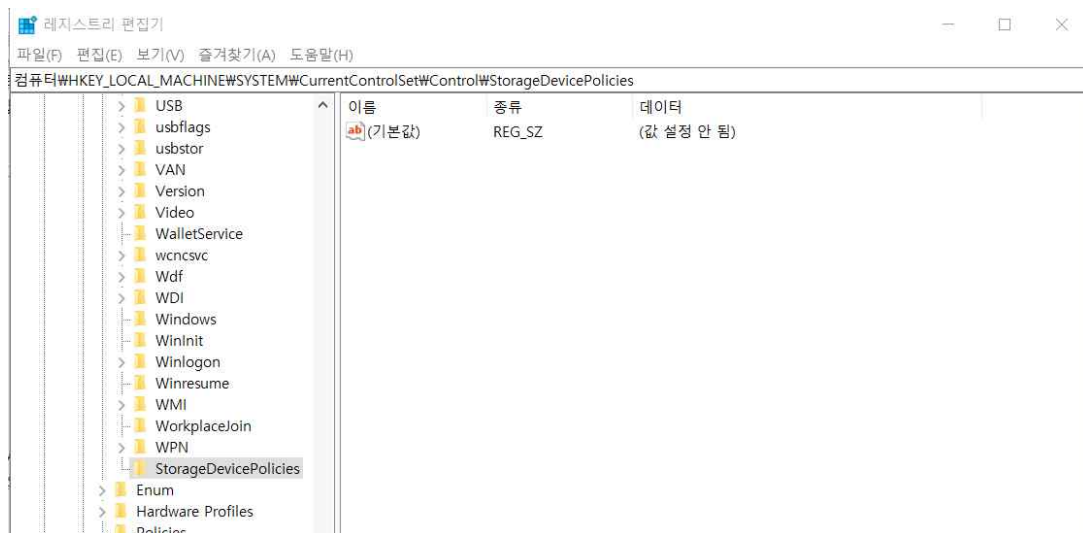 레지스트리 편집기
파일(F) 편집(E) 보기(V) 즐겨찾기(A) 도움말(H)
컴퓨터₩HKEY_LOCAL_MACHINE₩SYSTEM₩CurrentControlSet₩Control₩StorageDevicePolicies
USB
usbflags
usbstor
VAN
Version
Video
WalletService
wcncsvc
Wdf
WDI
Windows
WinInit
Winlogon
Winresume
WMI
WorkplaceJoin
WPN
StorageDevicePolicies
Enum
Hardware Profiles
Policies
이름 종류 데이터
(기본값) REG_SZ (값 설정 안 됨)